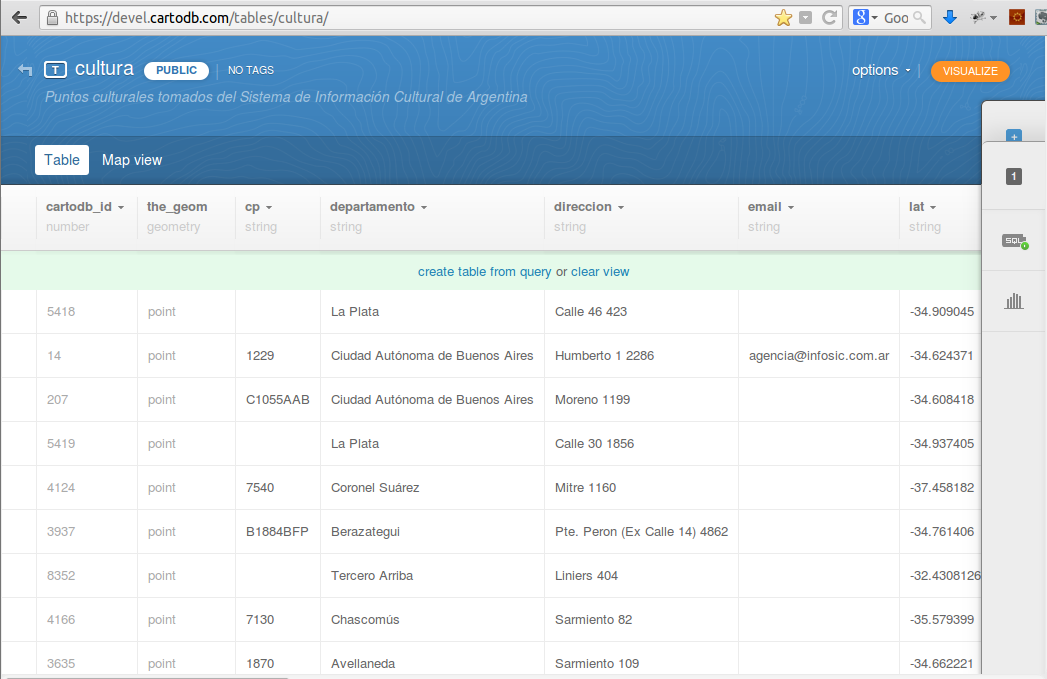 https://devel.cartodb.com/tables/cultura/ 8 Goo
T cultura PUBLIC NO TAGS options VISUALIZE
Puntos culturales tomados del Sistema de Información Cultural de Argentina
Table Map view
+
1
SQL
cartodb_id the_geom cp departamento direccion email lat
number geometry string string string string string
create table from query or clear view
5418 point La Plata Calle 46 423 -34.909045
14 point 1229 Ciudad Autónoma de Buenos Aires Humberto 1 2286 agencia@infosic.com.ar -34.624371
207 point C1055AAB Ciudad Autónoma de Buenos Aires Moreno 1199 -34.608418
5419 point La Plata Calle 30 1856 -34.937405
4124 point 7540 Coronel Suárez Mitre 1160 -37.458182
3937 point B1884BFP Berazategui Pte. Peron (Ex Calle 14) 4862 -34.761406
8352 point Tercero Arriba Liniers 404 -32.4308126
4166 point 7130 Chascomús Sarmiento 82 -35.579399
3635 point 1870 Avellaneda Sarmiento 109 -34.662221